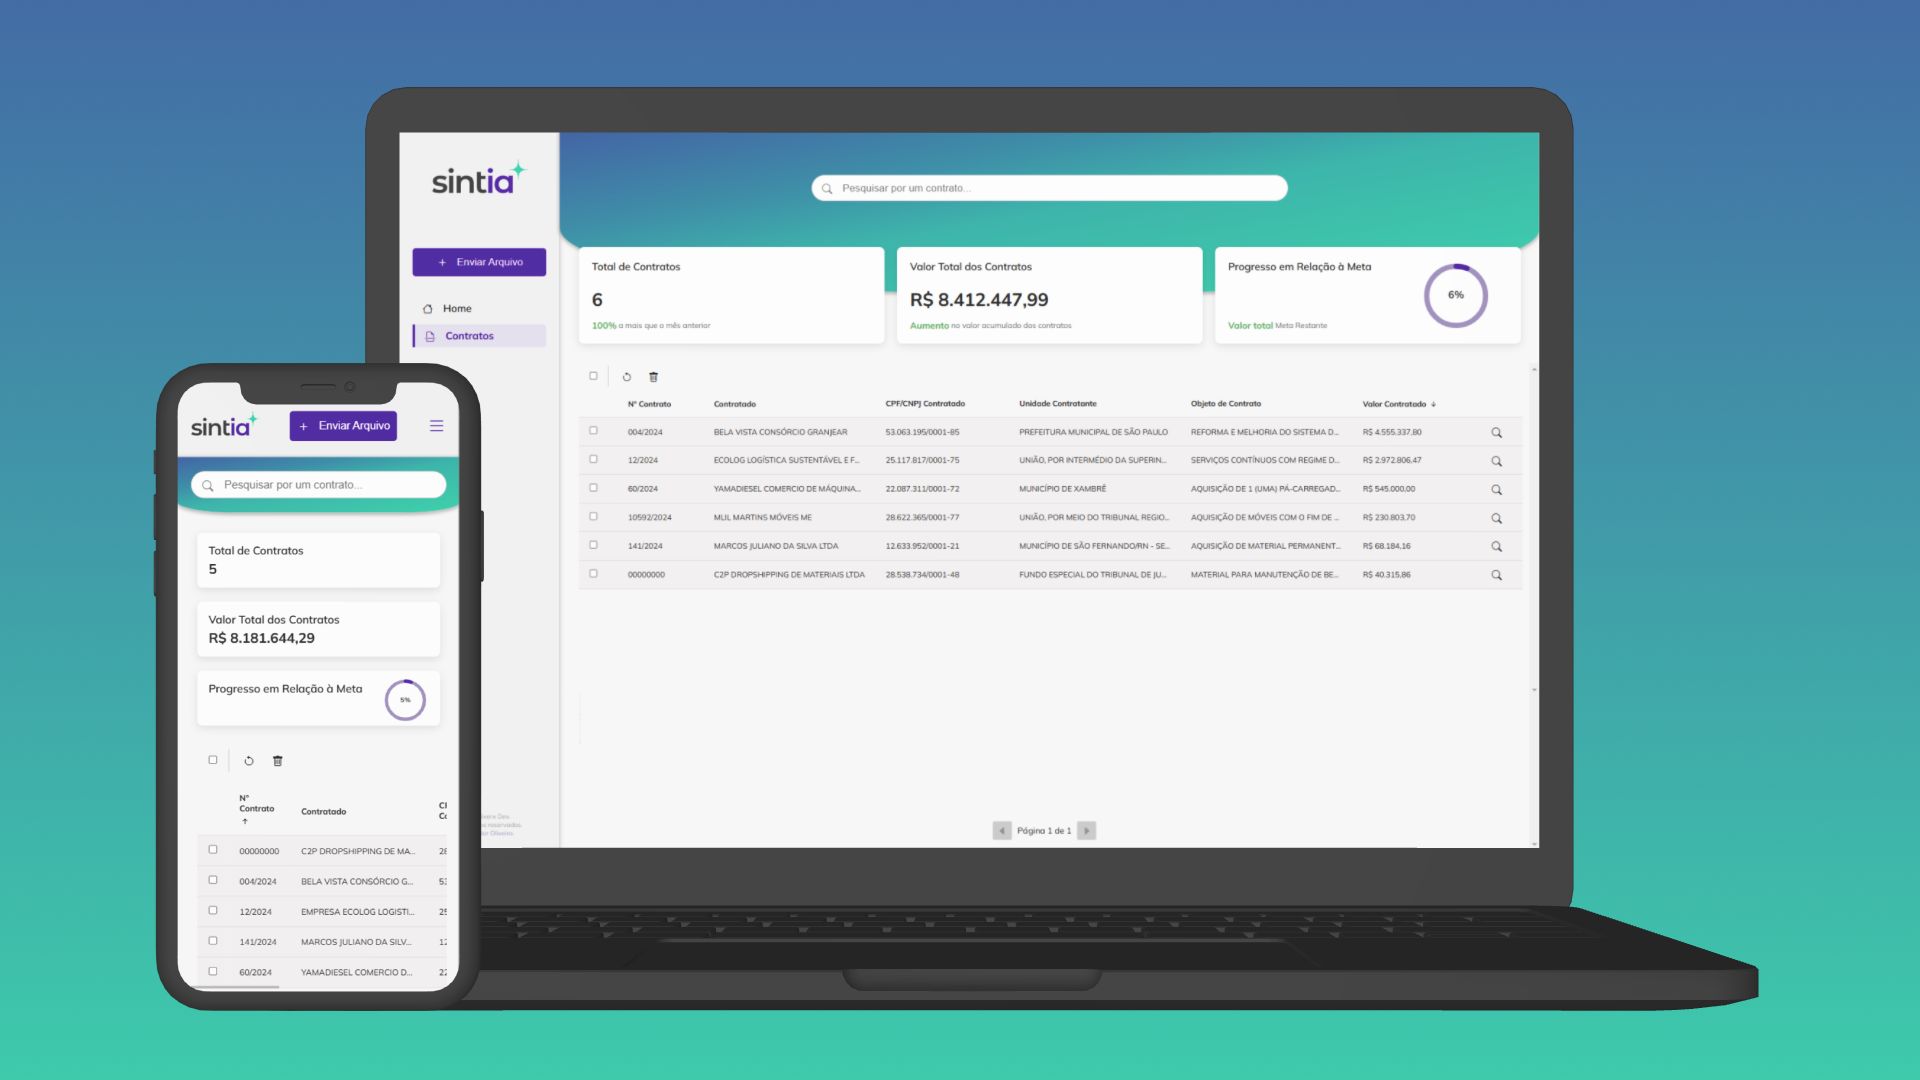 sintia
Pesquisar por um contrato...
+ Enviar Arquivo
Home
Contratos
Total de Contratos
6
100% a mais que o mês anterior
Valor Total dos Contratos
R$ 8.412.447,99
Aumento no valor acumulado dos contratos
Progresso em Relação à Meta
6%
Valor total Meta Restante
Nº Contrato Contratado CPF/CNPJ Contratado Unidade Contratante Objeto de Contrato Valor Contratado ↓
004/2024 BELA VISTA CONSÓRCIO GRANJEAR 53.063.195/0001-85 PREFEITURA MUNICIPAL DE SÃO PAULO REFORMA E MELHORIA DO SISTEMA D... R$ 4.555.337,80
12/2024 ECOLOG LOGÍSTICA SUSTENTÁVEL E F... 25.117.817/0001-75 UNIÃO, POR INTERMÉDIO DA SUPERIN... SERVIÇOS CONTÍNUOS COM REGIME D... R$ 2.972.806,47
60/2024 YAMADIESEL COMERCIO DE MÁQUINA... 22.087.311/0001-72 MUNICÍPIO DE XAMBRÊ AQUISIÇÃO DE 1 (UMA) PÁ-CARREGAD... R$ 545.000,00
10592/2024 MLIL MARTINS MÓVEIS ME 28.622.365/0001-77 UNIÃO, POR MEIO DO TRIBUNAL REGIO... AQUISIÇÃO DE MÓVEIS COM O FIM DE ... R$ 230.803,70
141/2024 MARCOS JULIANO DA SILVA LTDA 12.633.952/0001-21 MUNICÍPIO DE SÃO FERNANDO/RN - SE... AQUISIÇÃO DE MATERIAL PERMANENT... R$ 68.184,16
00000000 C2P DROPSHIPPING DE MATERIAIS LTDA 28.538.734/0001-48 FUNDO ESPECIAL DO TRIBUNAL DE JU... MATERIAL PARA MANUTENÇÃO DE BE... R$ 40.315,86
Página 1 de 1
sintia
+ Enviar Arquivo
Pesquisar por um contrato...
Total de Contratos
5
Valor Total dos Contratos
R$ 8.181.644,29
Progresso em Relação à Meta
5%
Nº
Contrato
↑
Contratado
00000000 C2P DROPSHIPPING DE MA... 28
004/2024 BELA VISTA CONSÓRCIO G... 53
12/2024 EMPRESA ECOLOG LOGISTI... 25
141/2024 MARCOS JULIANO DA SILV... 12
60/2024 YAMADIESEL COMERCIO D... 22